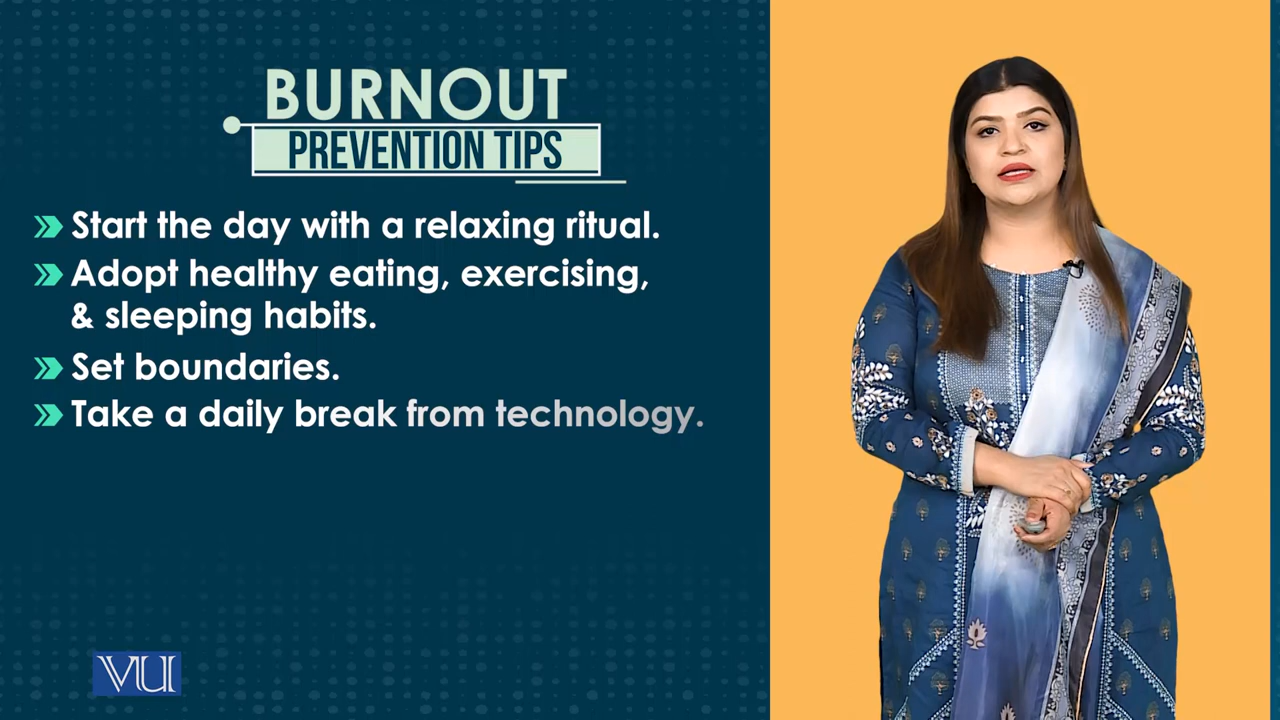 BURNOUT
PREVENTION TIPS
Start the day with a relaxing ritual.
Adopt healthy eating, exercising,
& sleeping habits.
Set boundaries.
Take a daily break from technology.
VU